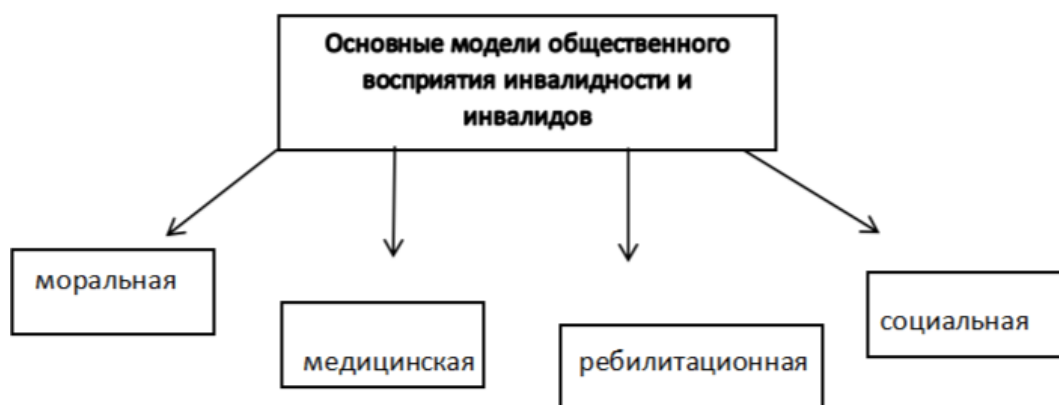 Основные модели общественного
восприятия инвалидности и
инвалидов
моральная
медицинская
ребилитационная
социальная